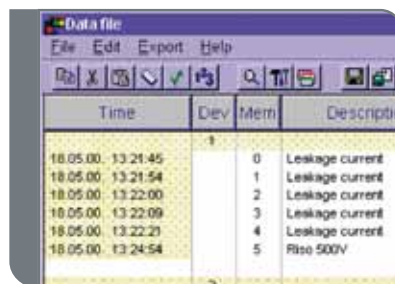 Data file
File Edit Export Help
Time Dev Mem Descripti
1
18.05.00. 13:21:45 0 Leakage current
18.05.00. 13:21:54 1 Leakage current
18.05.00. 13:22:00 2 Leakage current
18.05.00. 13:22:09 3 Leakage current
18.05.00. 13:22:21 4 Leakage current
18.05.00. 13:24:54 5 Riso 500V